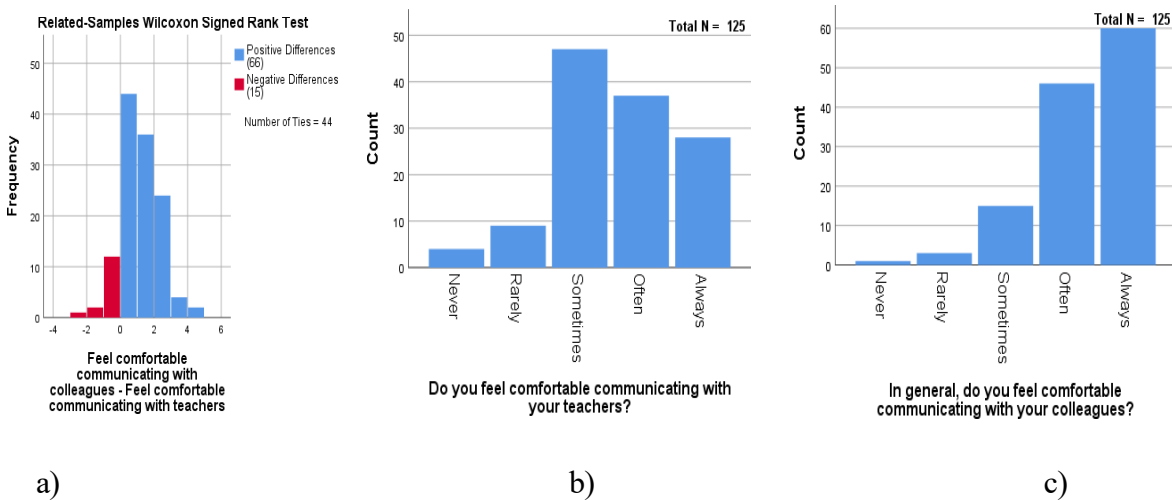 Related-Samples Wilcoxon Signed Rank Test
Positive Differences
(66)
Negative Differences
(15)
Number of Ties = 44
Frequency
50
40
30
20
10
0
-4
-2
0
2
4
6
Feel comfortable
communicating with
colleagues - Feel comfortable
communicating with teachers
a)
Total N = 125
Count
50
40
30
20
10
0
Never
Rarely
Sometimes
Often
Always
Do you feel comfortable communicating with
your teachers?
b)
Total N = 125
Count
60
50
40
30
20
10
0
Never
Rarely
Sometimes
Often
Always
In general, do you feel comfortable
communicating with your colleagues?
c)